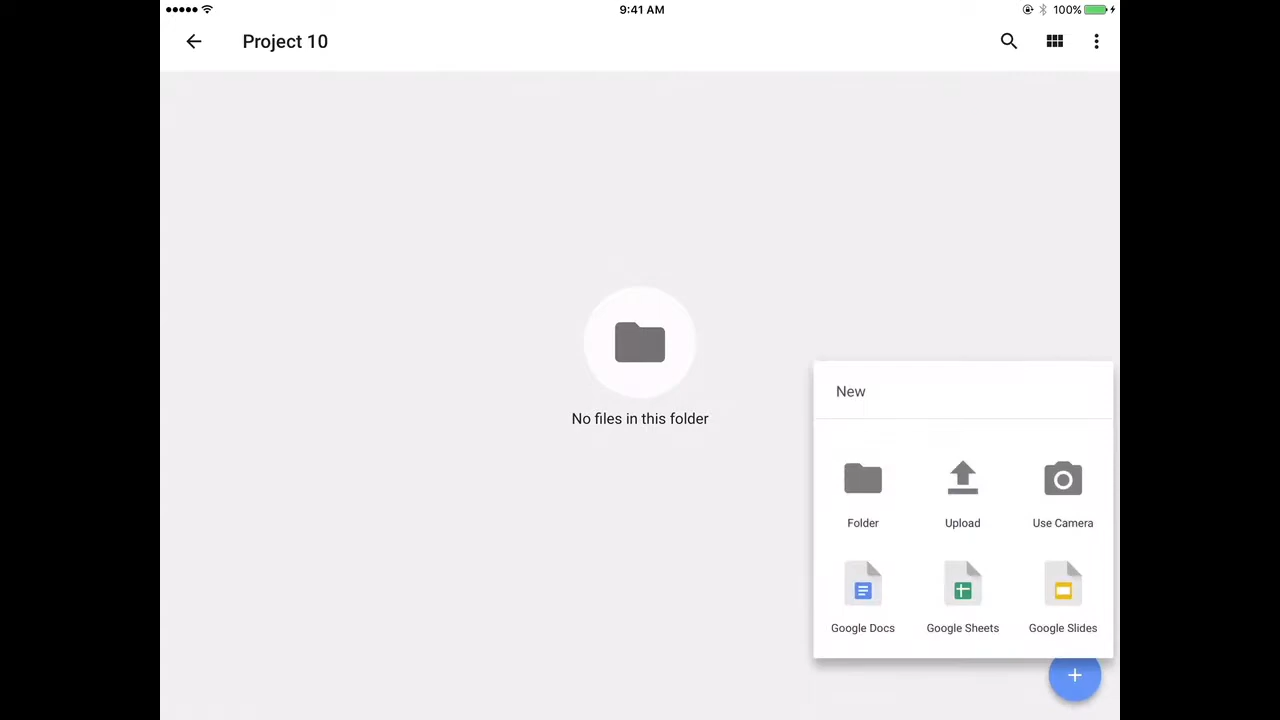 9:41 AM
100%
Project 10
No files in this folder
New
Folder
Upload
Use Camera
Google Docs
Google Sheets
Google Slides